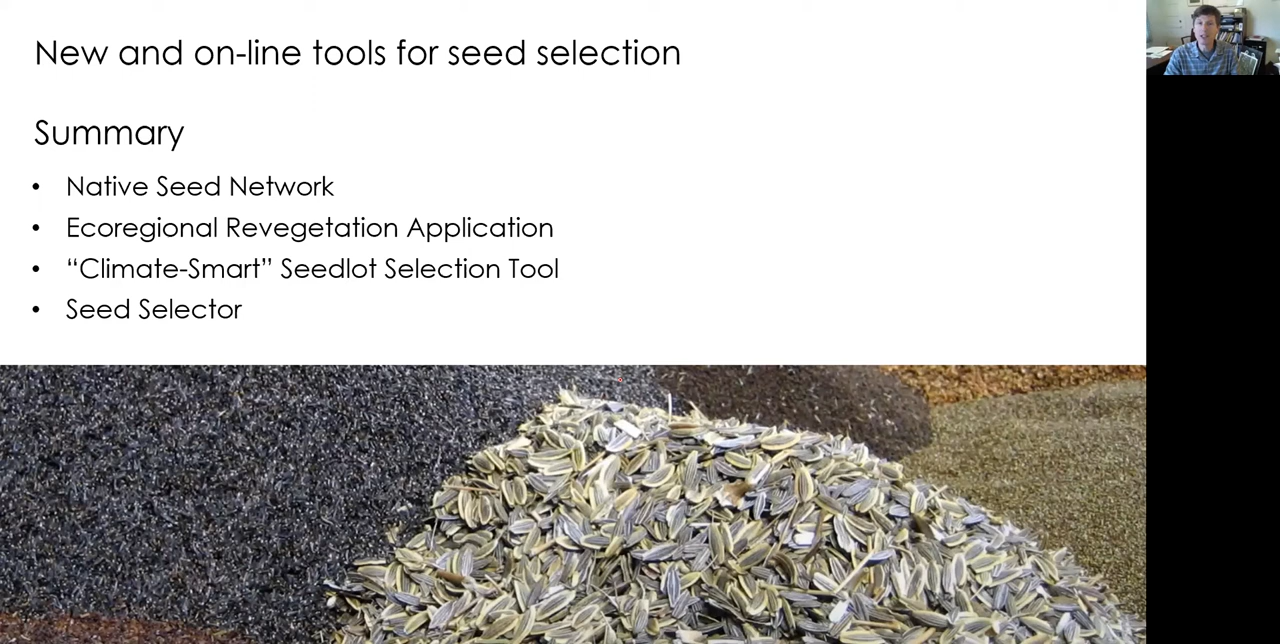 New and on-line tools for seed selection
Summary
• Native Seed Network
• Ecoregional Revegetation Application
• “Climate-Smart” Seedlot Selection Tool
• Seed Selector